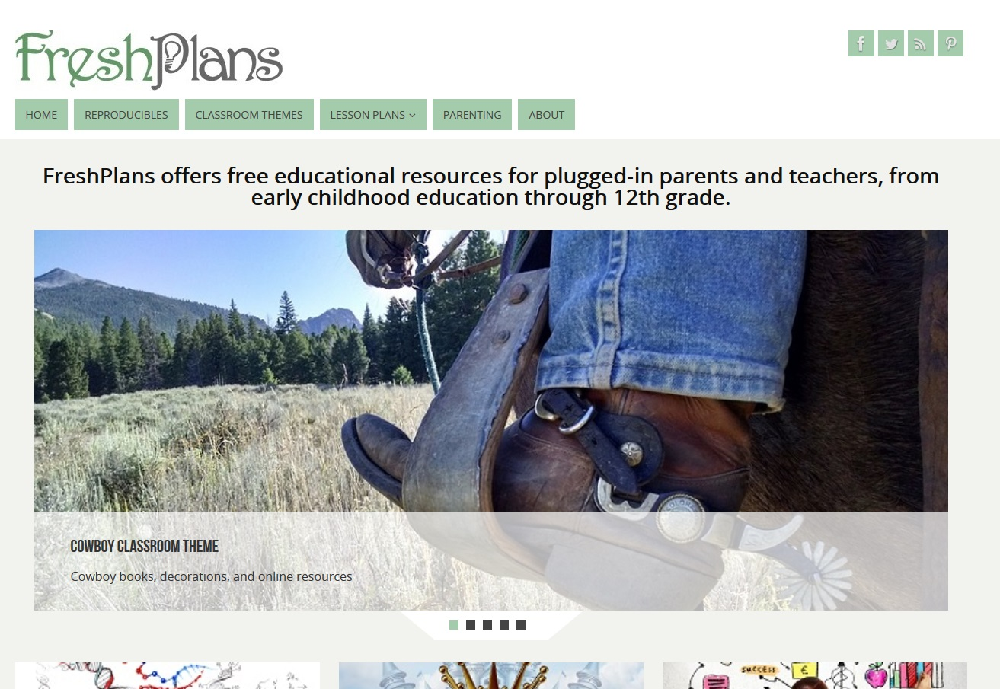 FreshPlans
HOME
REPRODUCIBLES
CLASSROOM THEMES
LESSON PLANS
PARENTING
ABOUT
FreshPlans offers free educational resources for plugged-in parents and teachers, from
early childhood education through 12th grade.
COWBOY CLASSROOM THEME
Cowboy books, decorations, and online resources
SUCCESS
€